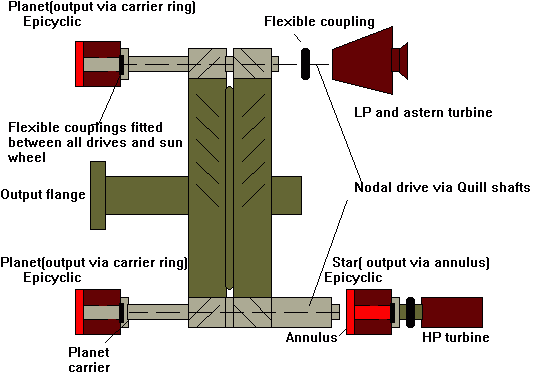 Planet(output via carrier ring)
Epicyclic
Flexible coupling
LP and astern turbine
Flexible couplings fitted
between all drives and sun
wheel
Output flange
Nodal drive via Quill shafts
Planet(output via carrier ring)
Epicyclic
Star( output via annulus)
Epicyclic
Annulus
HP turbine
Planet
carrier